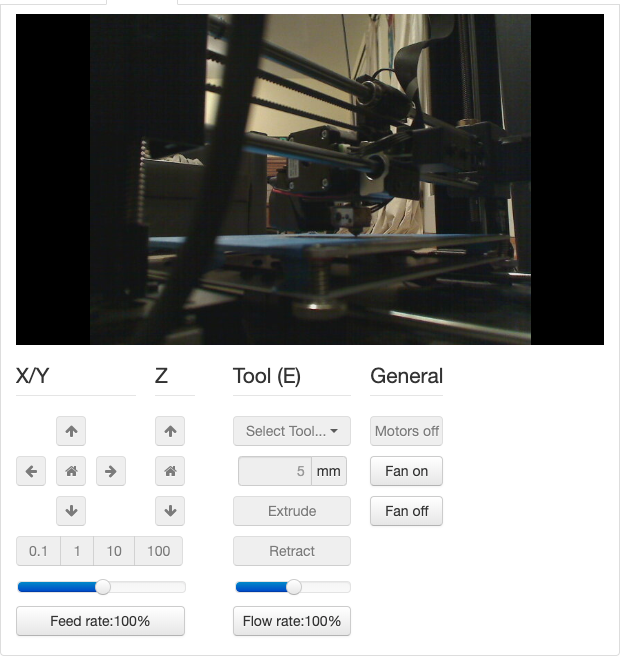 X/Y
Z
Tool (E)
General
Select Tool...
Motors off
5 mm
Fan on
Extrude
Fan off
0.1 1 10 100
Retract
Feed rate:100%
Flow rate:100%